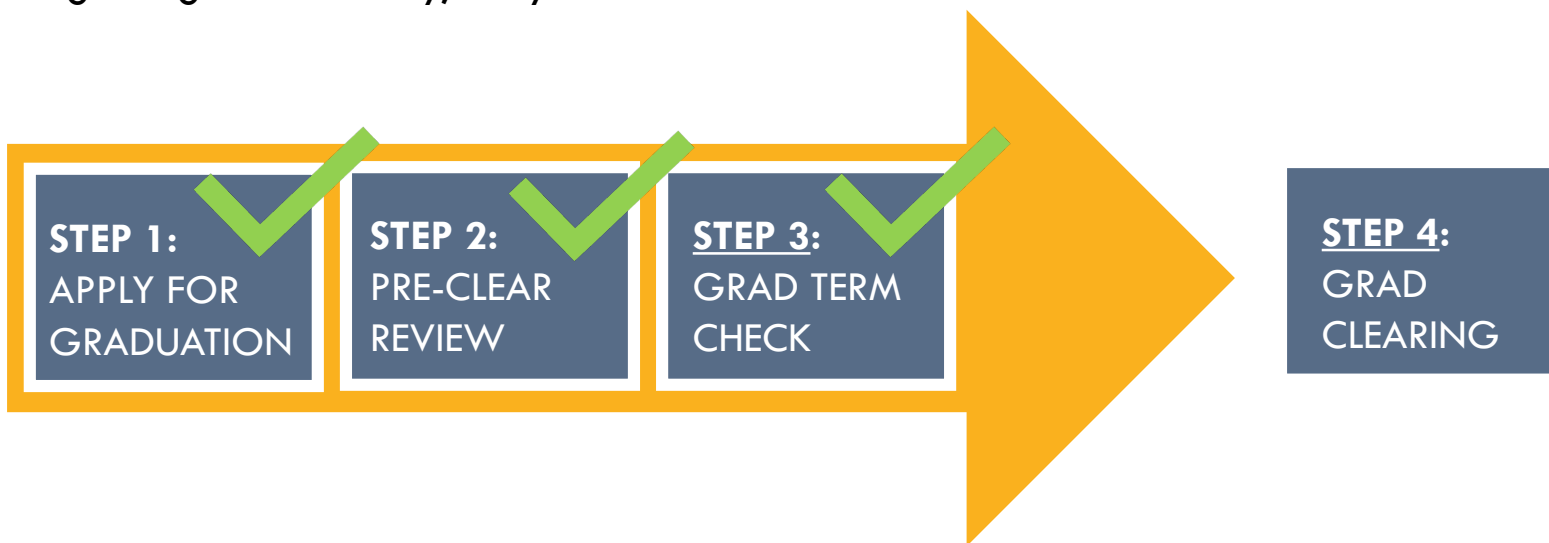 STEP 1:
APPLY FOR
GRADUATION
STEP 2:
PRE-CLEAR
REVIEW
STEP 3:
GRAD TERM
CHECK
STEP 4:
GRAD
CLEARING